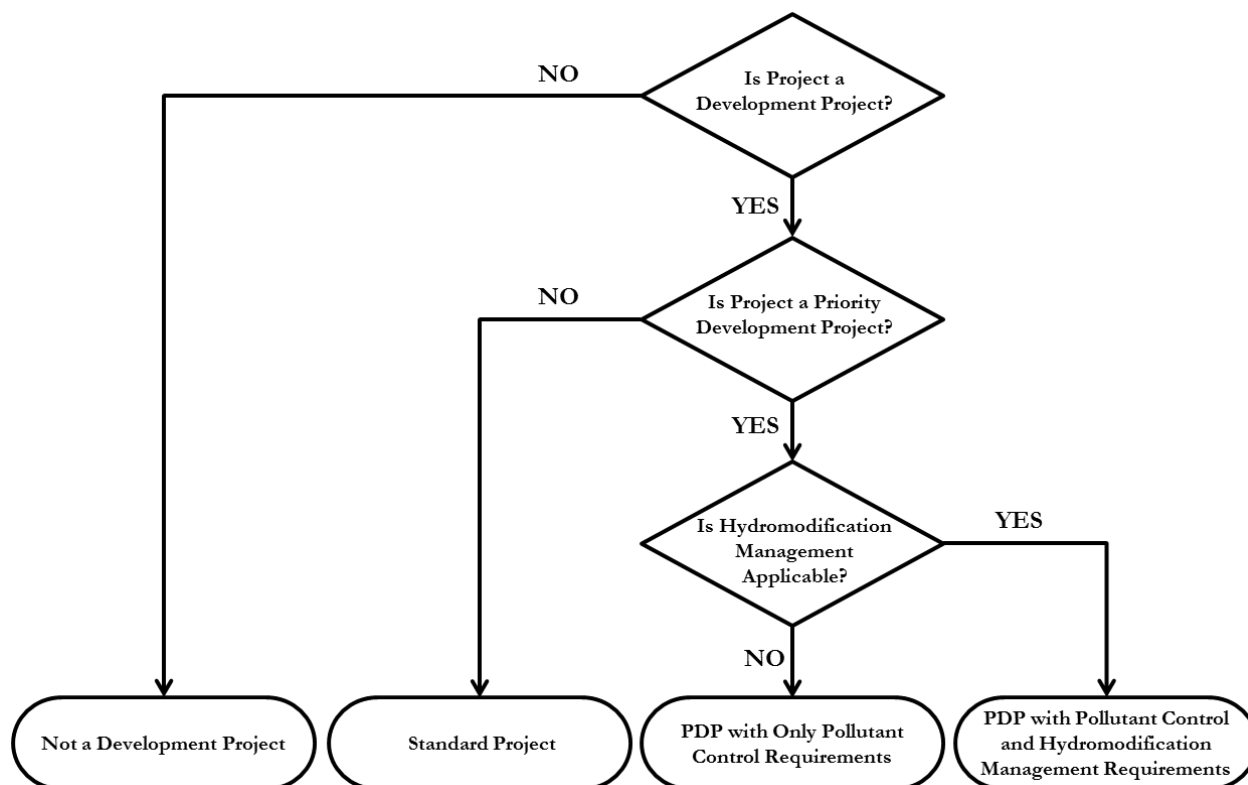 NO
Is Project a
Development Project?
YES
NO
Is Project a Priority
Development Project?
YES
Is Hydromodification
Management
Applicable?
YES
NO
Not a Development Project
Standard Project
PDP with Only Pollutant
Control Requirements
PDP with Pollutant Control
and Hydromodification
Management Requirements